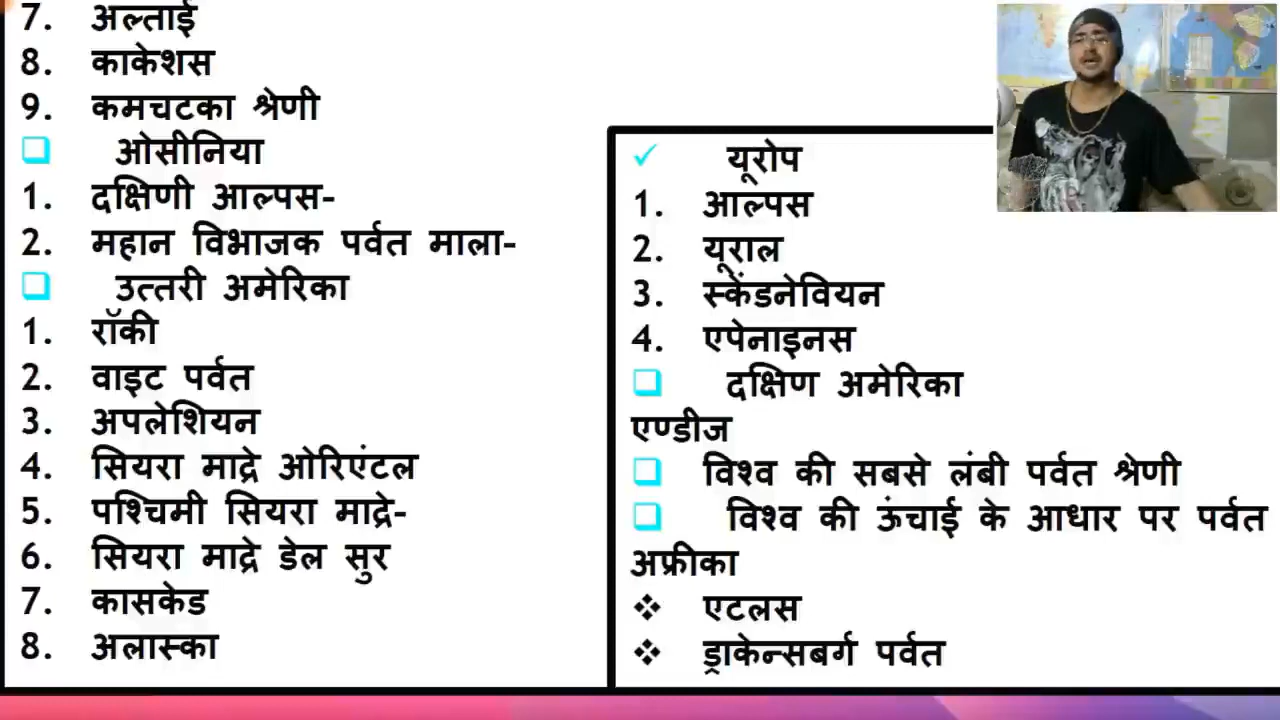 7. अल्ताई
8. काकेशस
9. कमचटका श्रेणी
ओसीनिया
1. दक्षिणी आल्पस-
2. महान विभाजक पर्वत माला-
उत्तरी अमेरिका
1. रॉकी
2. वाइट पर्वत
3. अपलेशियन
4. सियरा माद्रे ओरिएंटल
5. पश्चिमी सियरा माद्रे-
6. सियरा माद्रे डेल सुर
7. कासकेड
8. अलास्का
यूरोप
1. आल्पस
2. यूराल
3. स्केंडनेवियन
4. एपेनाइनस
दक्षिण अमेरिका
एण्डीज
विश्व की सबसे लंबी पर्वत श्रेणी
विश्व की ऊंचाई के आधार पर पर्वत
अफ्रीका
एटलस
ड्राकेन्सबर्ग पर्वत